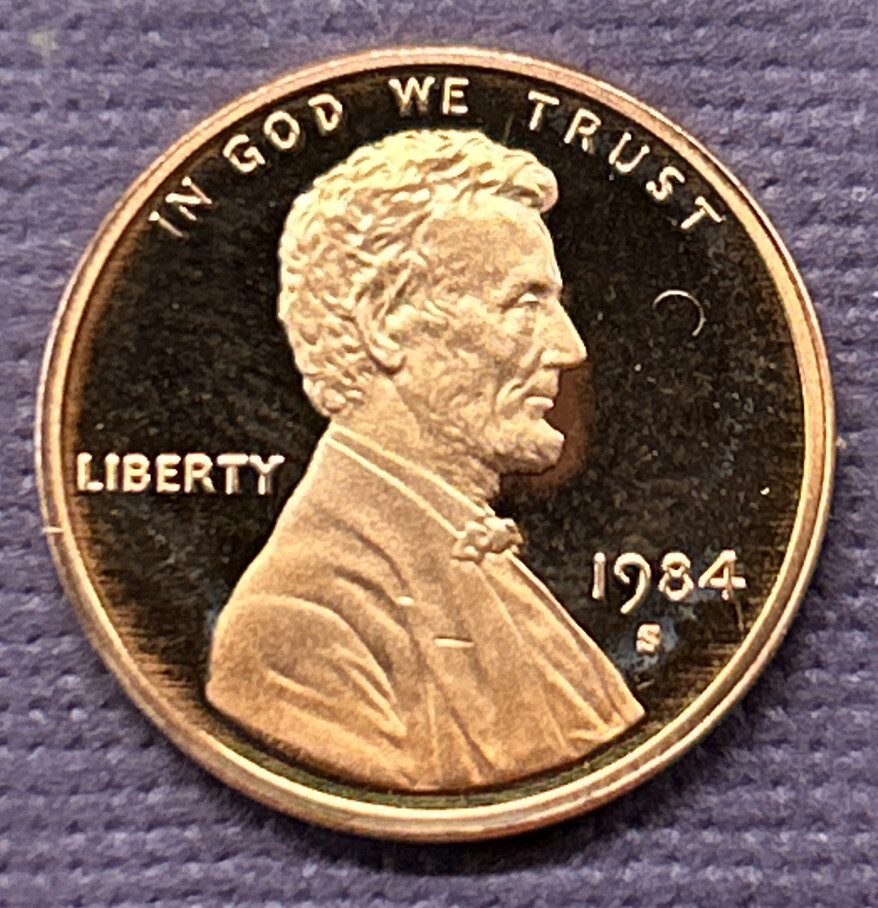 IN GOD WE TRUST
LIBERTY
1984
S